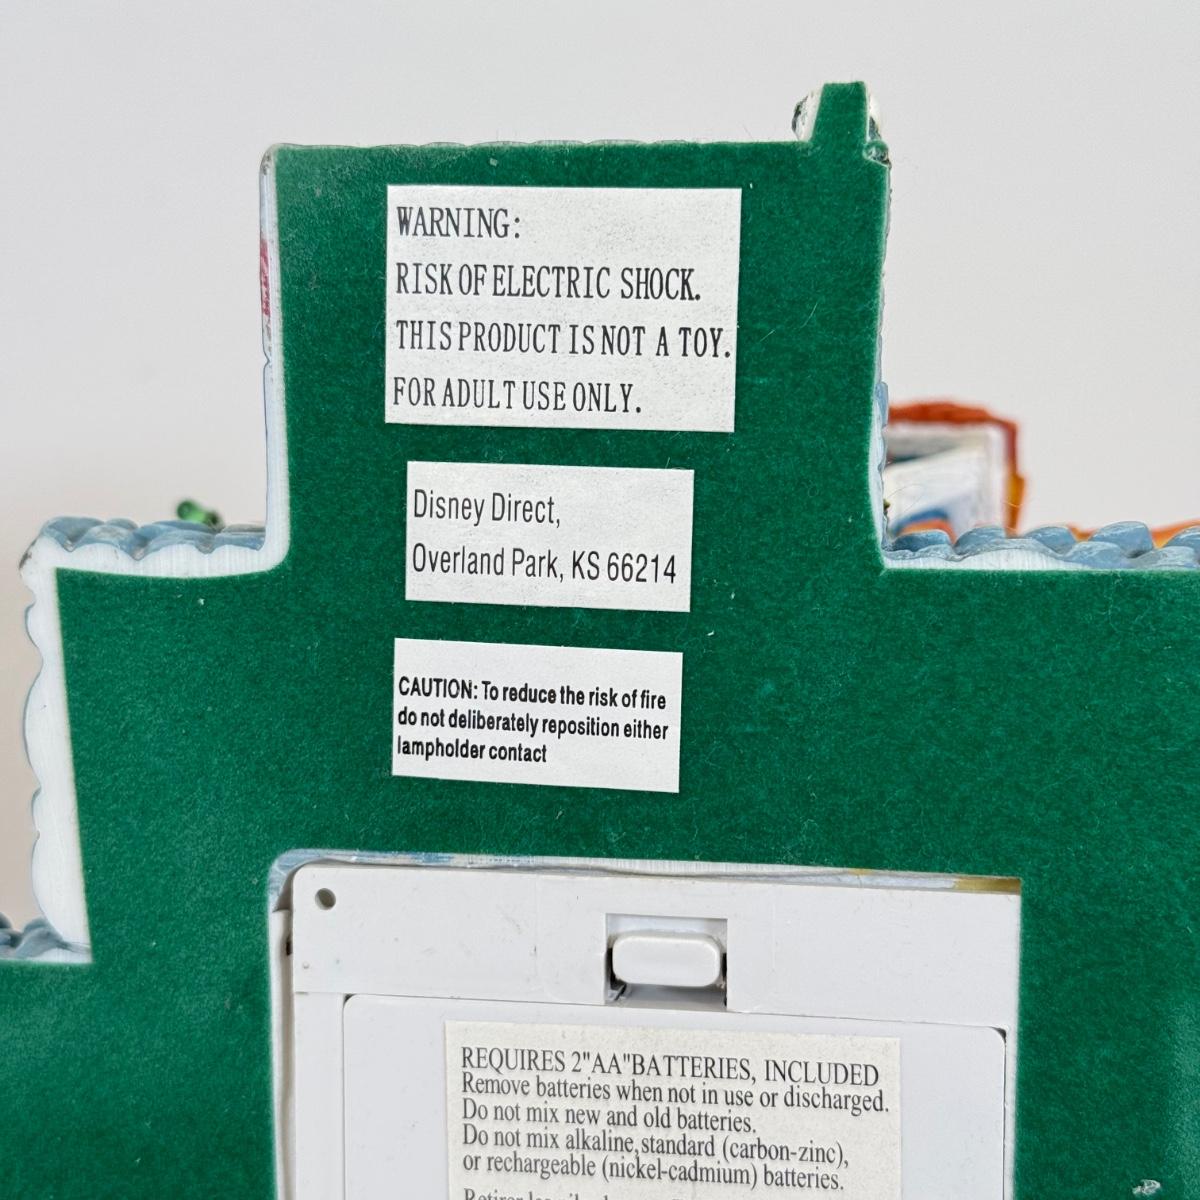 WARNING:
RISK OF ELECTRIC SHOCK.
THIS PRODUCT IS NOT A TOY.
FOR ADULT USE ONLY.
Disney Direct,
Overland Park, KS 66214
CAUTION: To reduce the risk of fire
do not deliberately reposition either
lampholder contact
REQUIRES 2"AA"BATTERIES, INCLUDED
Remove batteries when not in use or discharged.
Do not mix new and old batteries.
Do not mix alkaline, standard (carbon-zinc),
or rechargeable (nickel-cadmium) batteries.